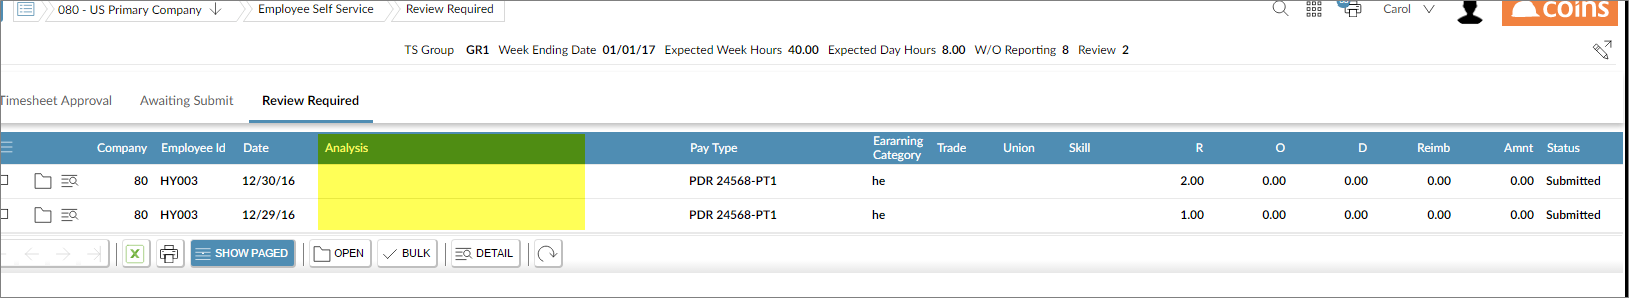 080 - US Primary Company Employee Self Service Review Required Carol coins
TS Group GR1 Week Ending Date 01/01/17 Expected Week Hours 40.00 Expected Day Hours 8.00 W/O Reporting 8 Review 2
Timesheet Approval Awaiting Submit Review Required
Company Employee Id Date Analysis Pay Type Eararning Category Trade Union Skill R O D Reimb Amnt Status
80 HY003 12/30/16 PDR 24568-PT1 he 2.00 0.00 0.00 0.00 0.00 Submitted
80 HY003 12/29/16 PDR 24568-PT1 he 1.00 0.00 0.00 0.00 0.00 Submitted
X SHOW PAGED OPEN BULK DETAIL